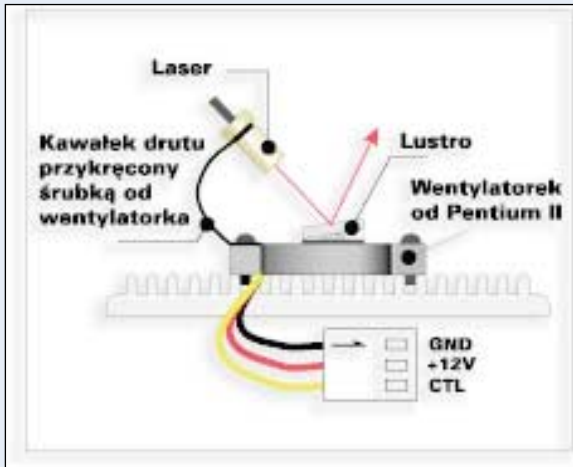 Laser
Kawałek drutu
przykręcony
śrubką od
wentylatorka
Lustro
Wentylatorek
od Pentium II
GND
+12V
CTL